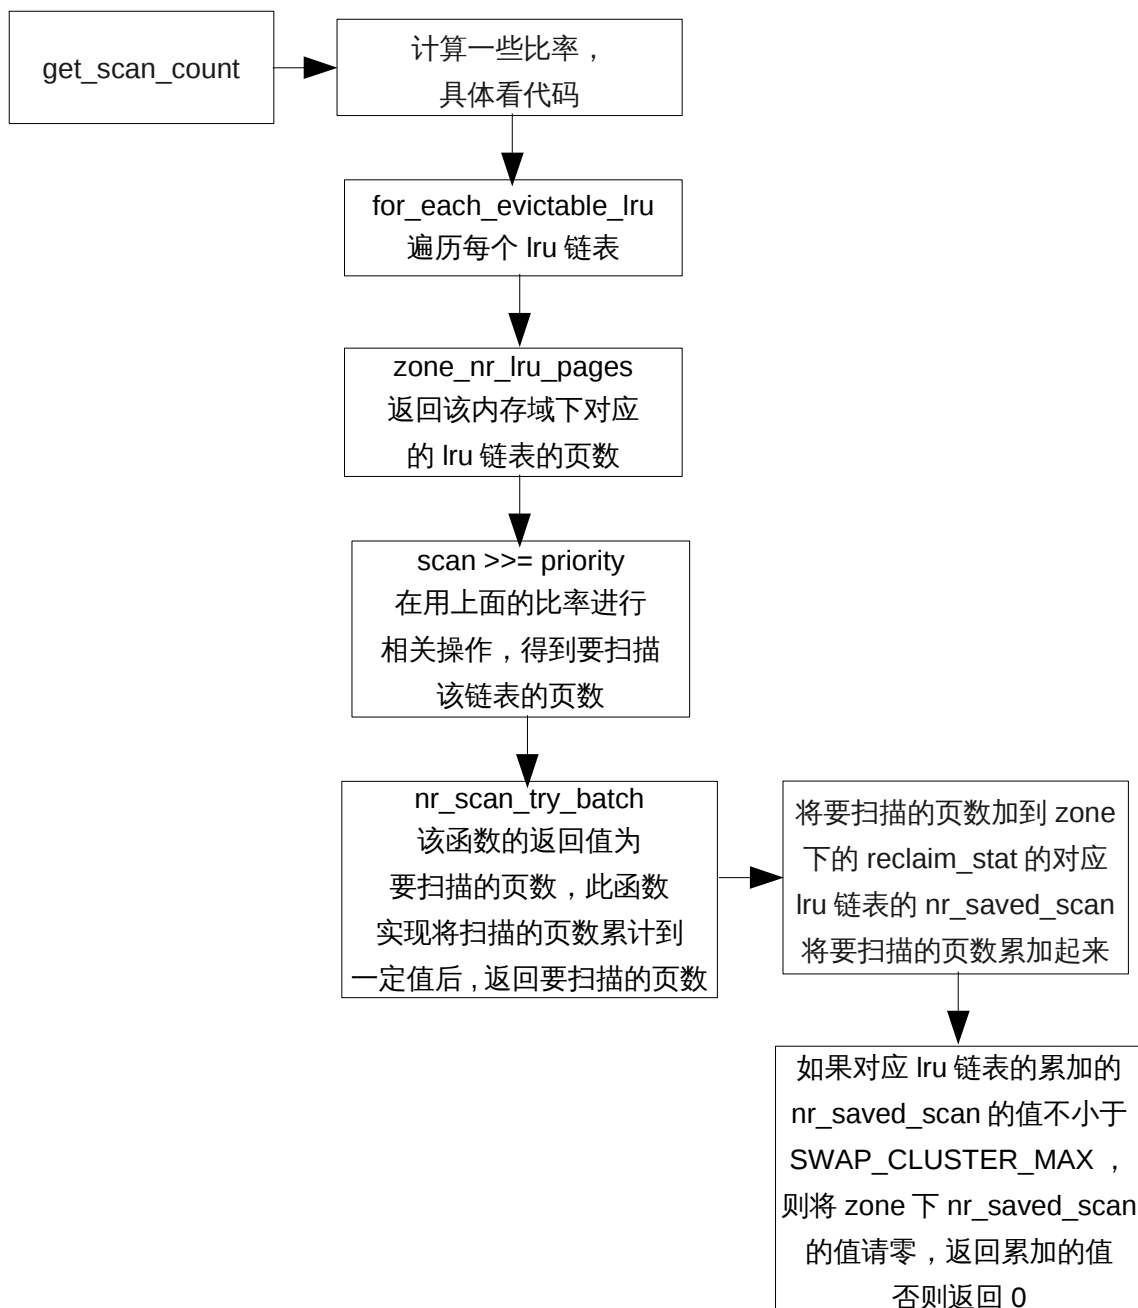 get_scan_count
计算一些比率，
具体看代码
for_each_evictable_lru
遍历每个 lru 链表
zone_nr_lru_pages
返回该内存域下对应
的 lru 链表的页数
scan >>= priority
在用上面的比率进行
相关操作，得到要扫描
该链表的页数
nr_scan_try_batch
该函数的返回值为
要扫描的页数，此函数
实现将扫描的页数累计到
一定值后 , 返回要扫描的页数
将要扫描的页数加到 zone
下的 reclaim_stat 的对应
lru 链表的 nr_saved_scan
将要扫描的页数累加起来
如果对应 lru 链表的累加的
nr_saved_scan 的值不小于
SWAP_CLUSTER_MAX ，
则将 zone 下 nr_saved_scan
的值请零，返回累加的值
否则返回 0